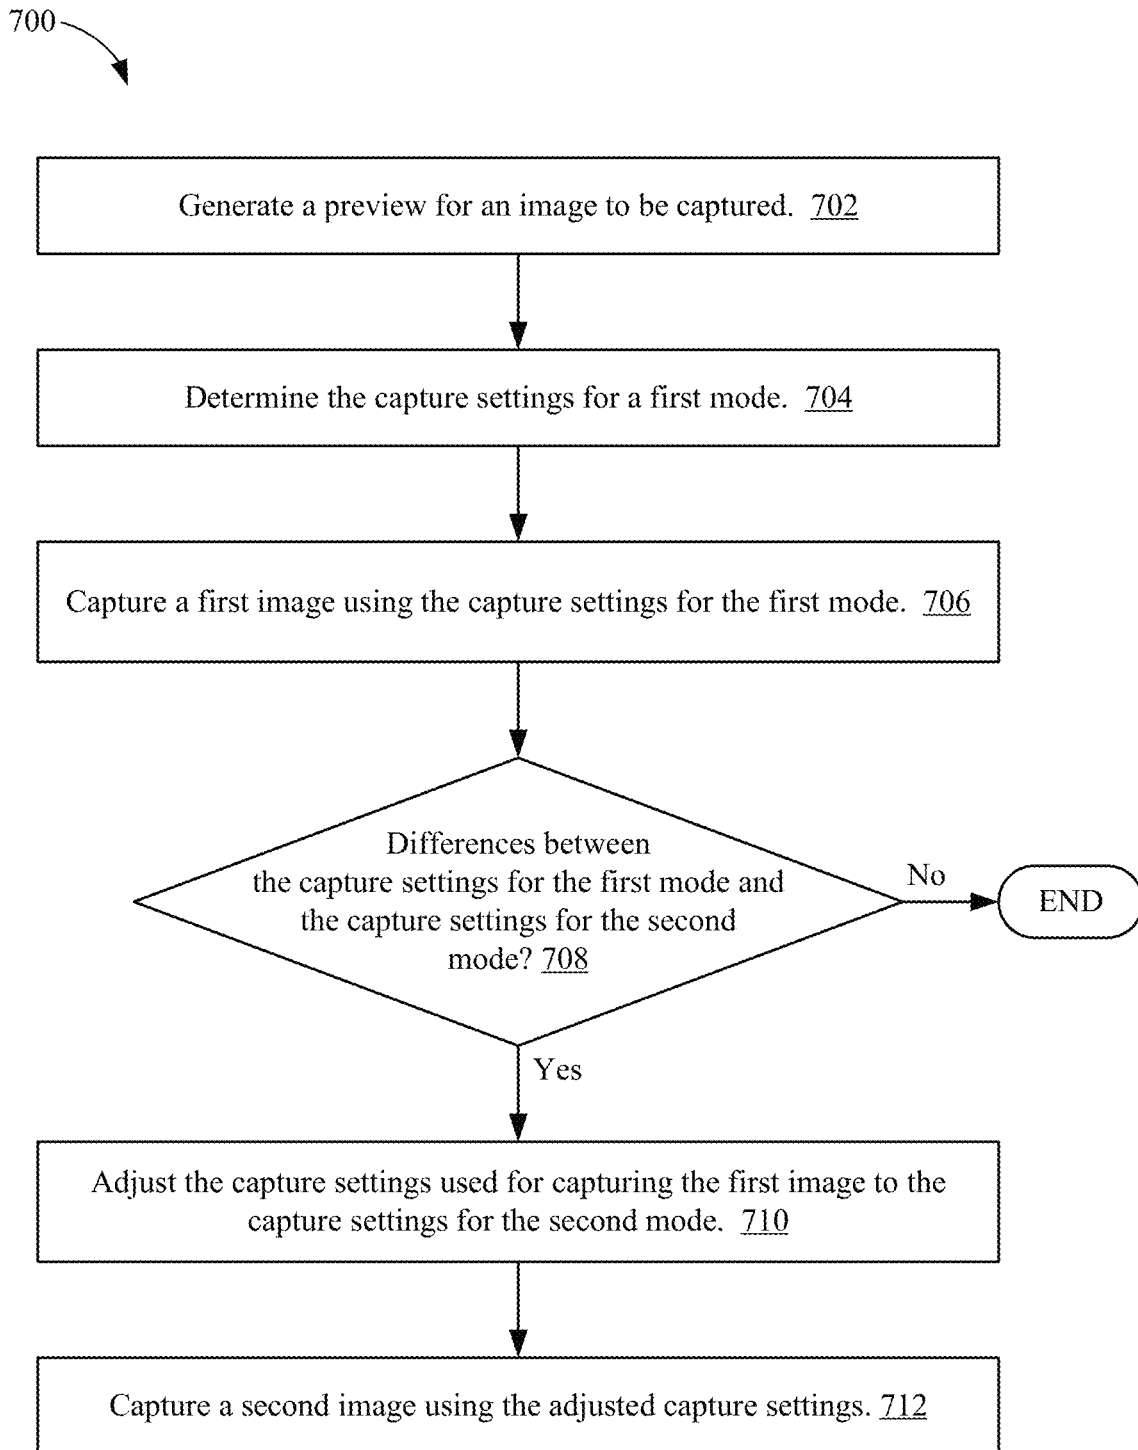 700
Generate a preview for an image to be captured. 702
Determine the capture settings for a first mode. 704
Capture a first image using the capture settings for the first mode. 706
Differences between
the capture settings for the first mode and
the capture settings for the second
mode? 708
No
END
Yes
Adjust the capture settings used for capturing the first image to the
capture settings for the second mode. 710
Capture a second image using the adjusted capture settings. 712